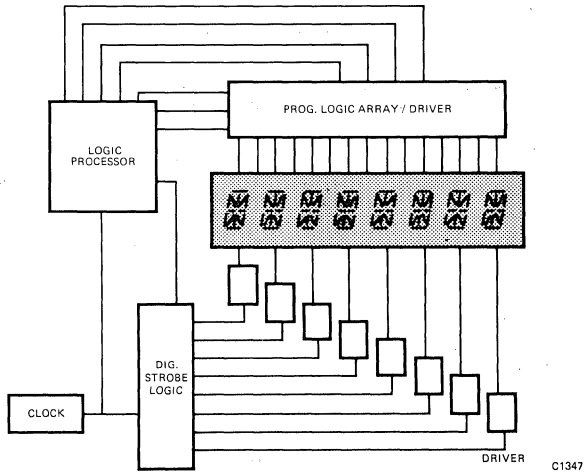 PROG. LOGIC ARRAY / DRIVER
LOGIC
PROCESSOR
DIG.
STROBE
LOGIC
CLOCK
DRIVER
C1347